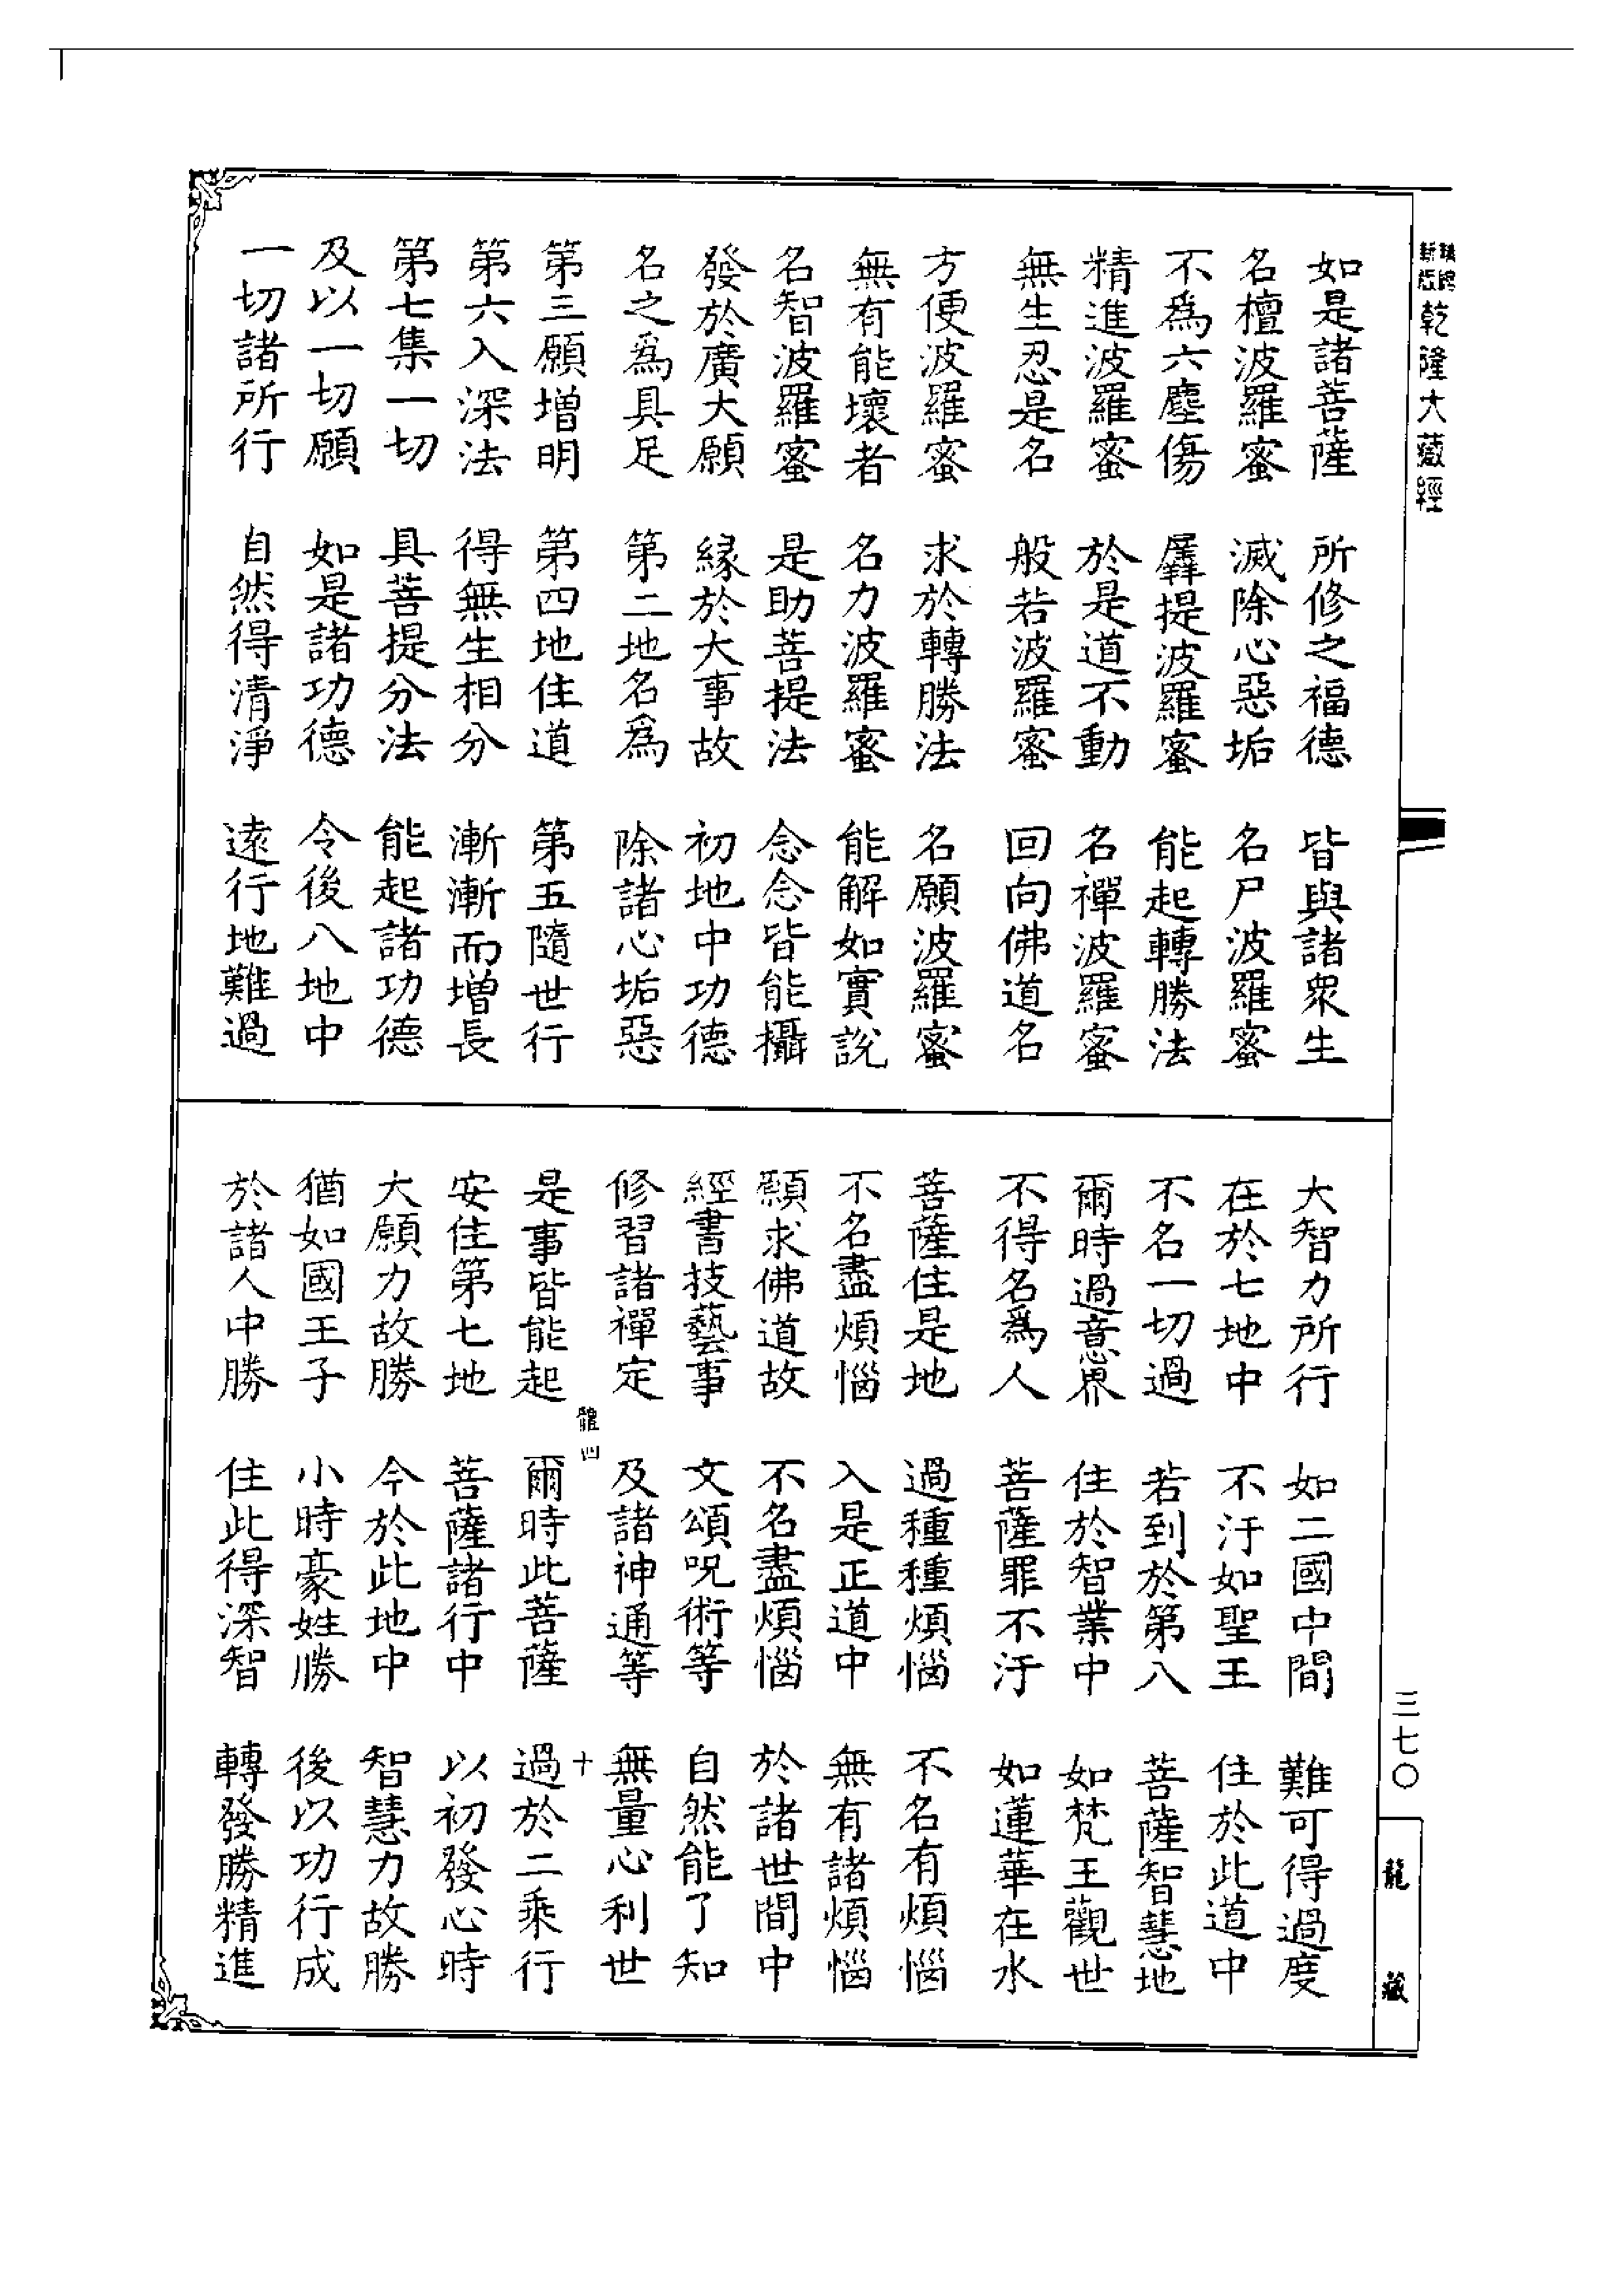 乾隆大藏經
如是諸菩薩　所修之福德　皆與諸衆生
名檀波羅蜜　滅除心惡垢　名尸波羅蜜
不爲六塵傷　羼提波羅蜜　能起轉勝法
精進波羅蜜　於是道不動　名禪波羅蜜
無生忍是名　般若波羅蜜　回向佛道名
方便波羅蜜　求於轉勝法　名願波羅蜜
無有能壞者　名力波羅蜜　能解如實說
名智波羅蜜　是助菩提法　念念皆能攝
發於廣大願　緣於大事故　初地中功德
名之爲具足　第二地名爲　除諸心垢惡
第三願增明　第四地住道　第五隨世行
第六入深法　得無生相分　漸漸而增長
第七集一切　具菩提分法　能起諸功德
及以一切願　如是諸功德　令後八地中
一切諸所行　自然得清淨　遠行地難過
大智力所行　如二國中間　難可得過度
在於七地中　不汙如聖王　住於此道中
不名一切過　若到於第八　菩薩智慧地
爾時過意界　住於智業中　如梵王觀世
不得名爲人　菩薩罪不汙　如蓮華在水
菩薩住是地　過種種煩惱　不名有煩惱
不名盡煩惱　入是正道中　無有諸煩惱
願求佛道故　不名盡煩惱　於諸世間中
經書技藝事　文頌呪術等　自然能了知
修習諸禪定　及諸神通等　無量心利世
龍四　十
是事皆能起　爾時此菩薩　過於二乘行
安住第七地　菩薩諸行中　以初發心時
大願力故勝　今於此地中　智慧力故勝
猶如國王子　小時豪姓勝　後以功行成
於諸人中勝　住此得深智　轉發勝精進
三七〇
龍藏